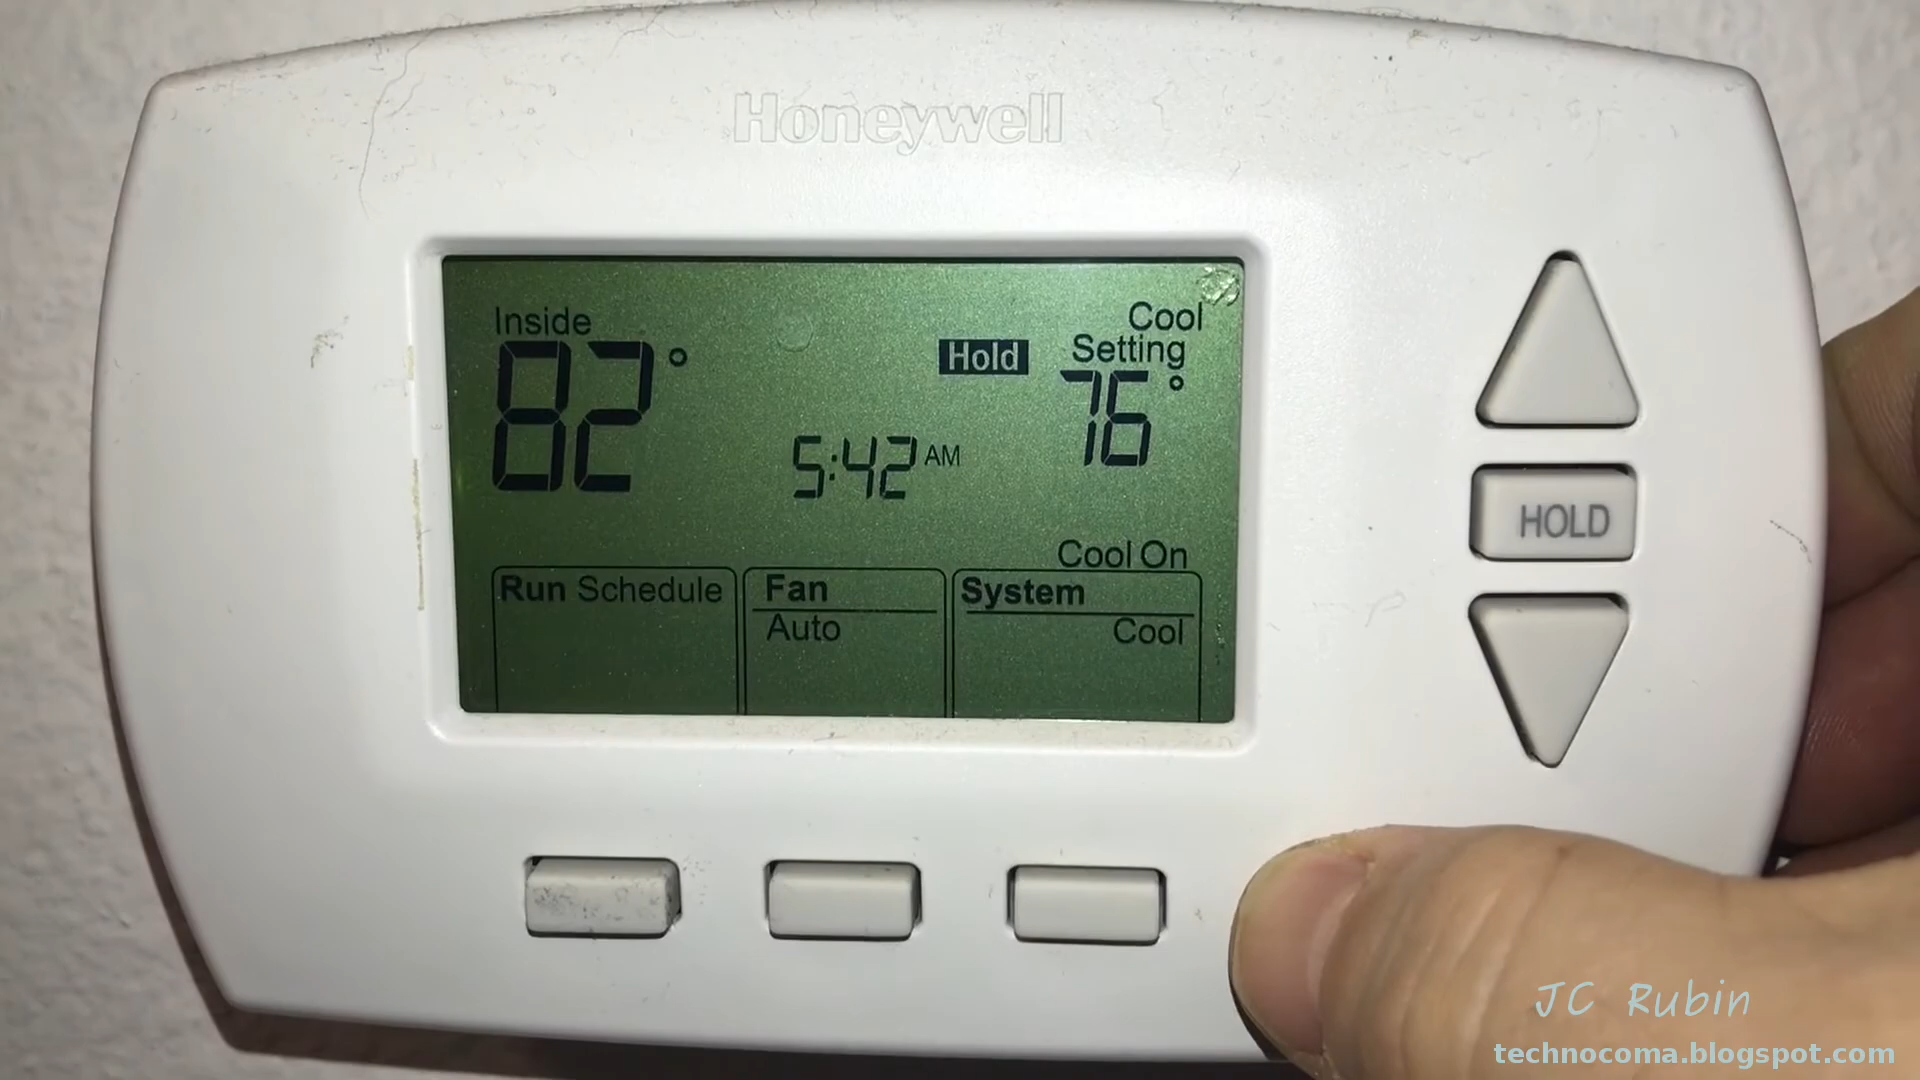 Honeywell
Inside
82°
Hold
Cool
Setting
76°
5:42 AM
Cool On
Run Schedule
Fan
Auto
System
Cool
HOLD
JC Rubin
technocoma.blogspot.com